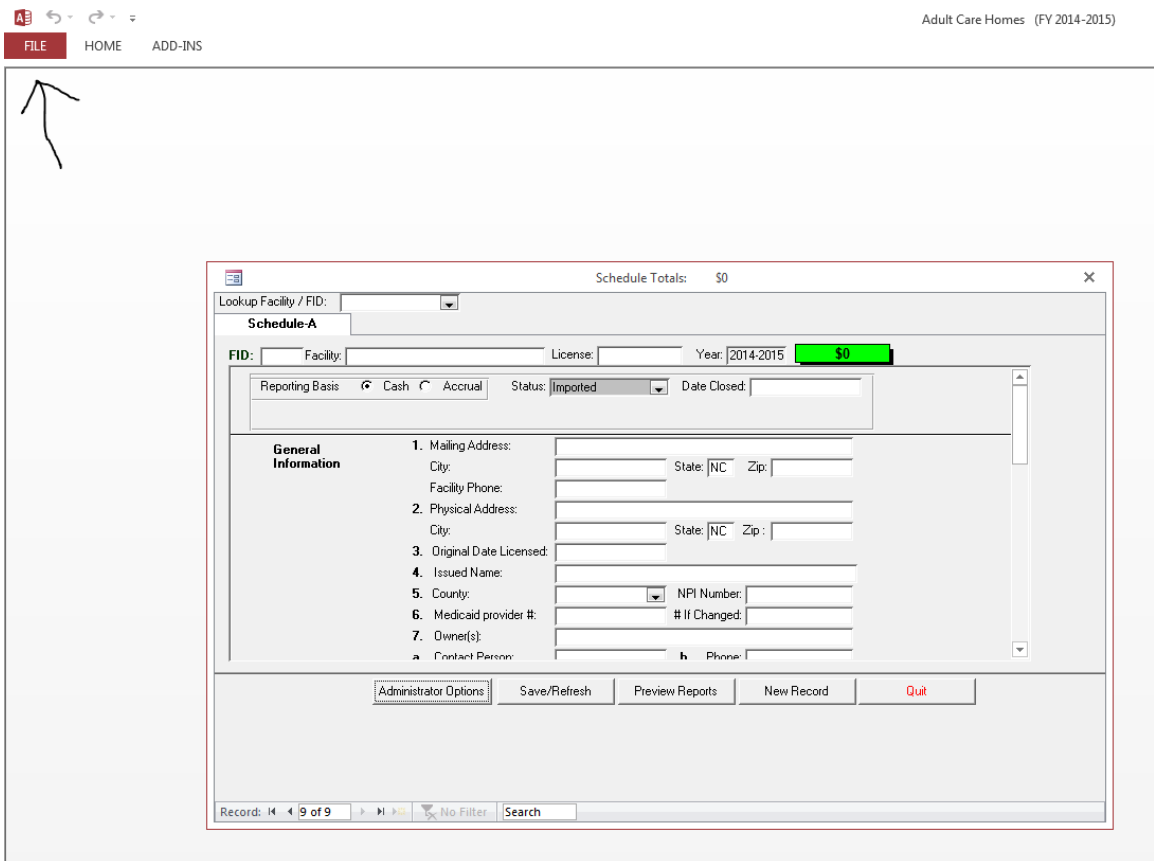 Adult Care Homes (FY 2014-2015)
FILE HOME ADD-INS
Schedule Totals: $0
Lookup Facility / FID:
Schedule-A
FID: Facility: License: Year: 2014-2015 $0
Reporting Basis Cash Accrual Status: Imported Date Closed:
General Information
1. Mailing Address:
City: State: NC Zip:
Facility Phone:
2. Physical Address:
City: State: NC Zip :
3. Original Date Licensed:
4. Issued Name:
5. County: NPI Number:
6. Medicaid provider #: # If Changed:
7. Owner(s):
a Contact Person: b Phone:
Administrator Options Save/Refresh Preview Reports New Record Quit
Record: 9 of 9 No Filter Search